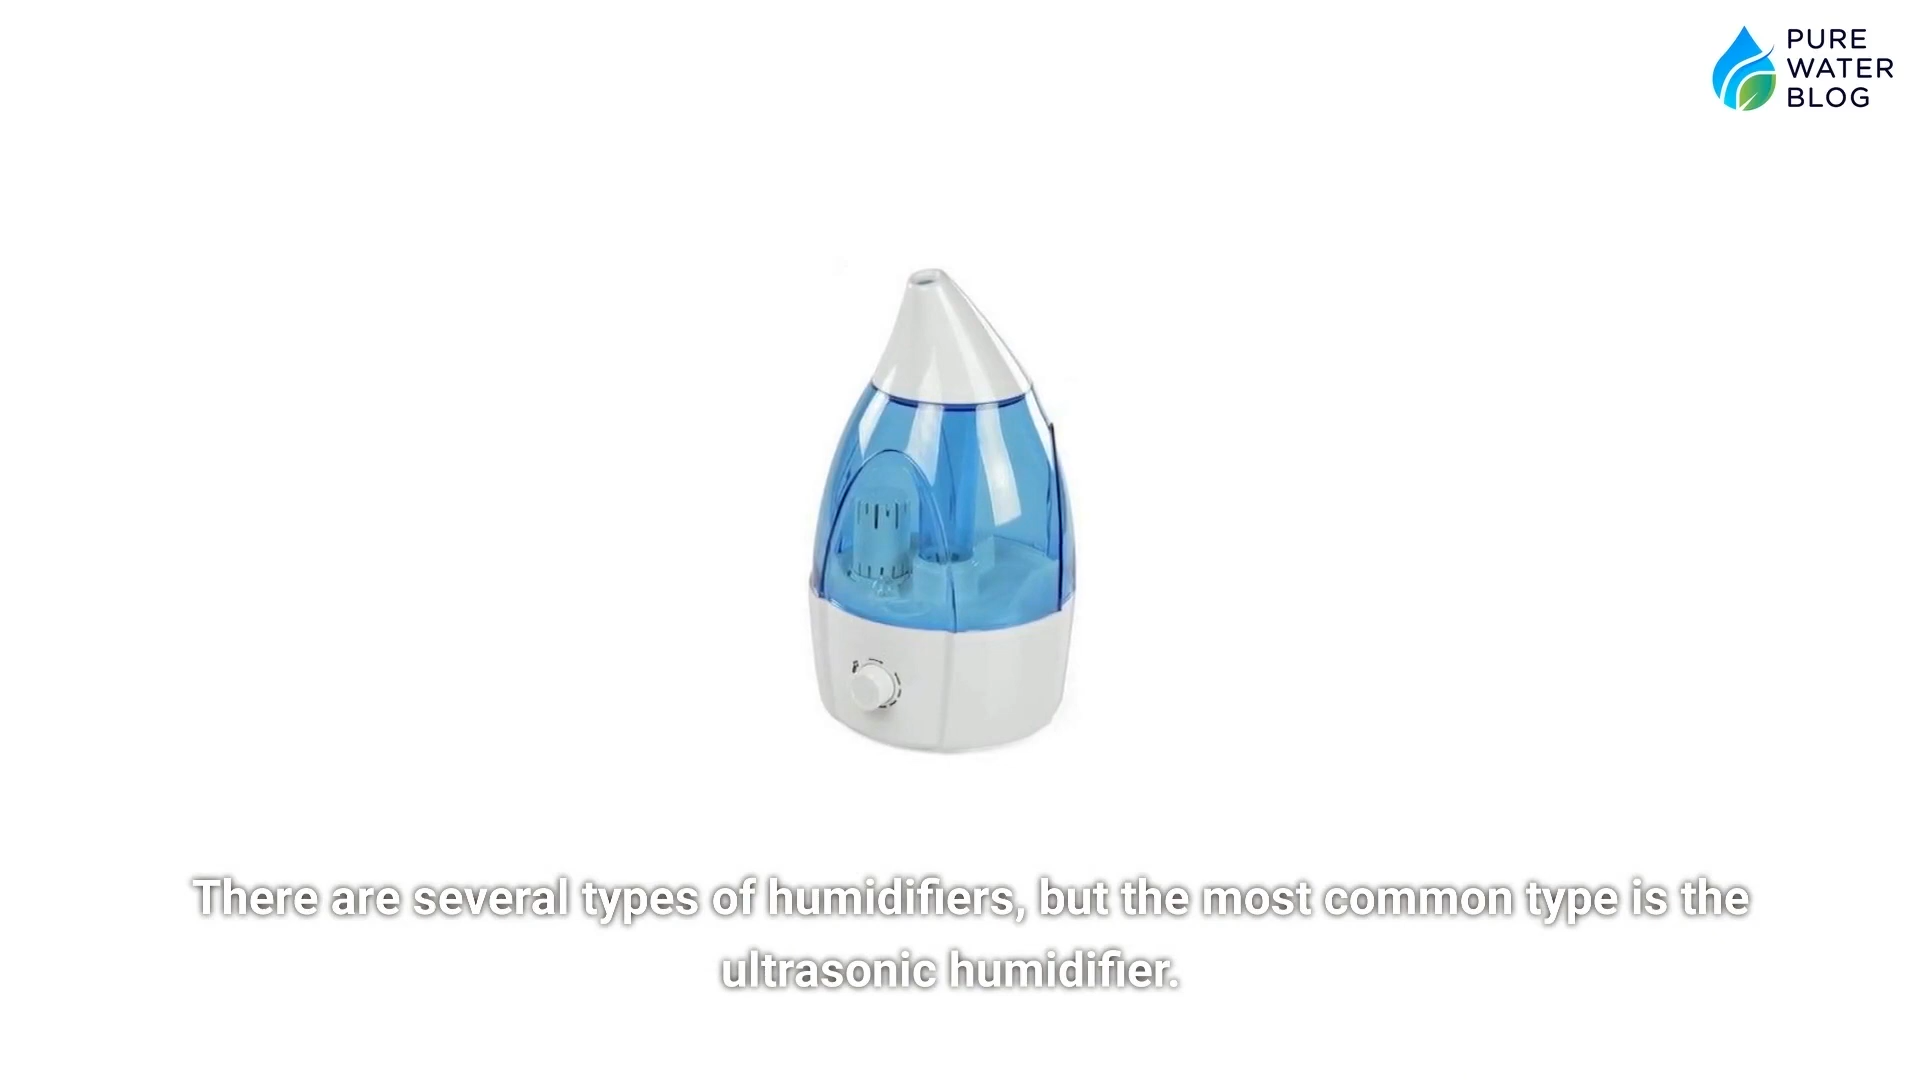 PURE
WATER
BLOG
There are several types of humidifiers, but the most common type is the
ultrasonic humidifier.